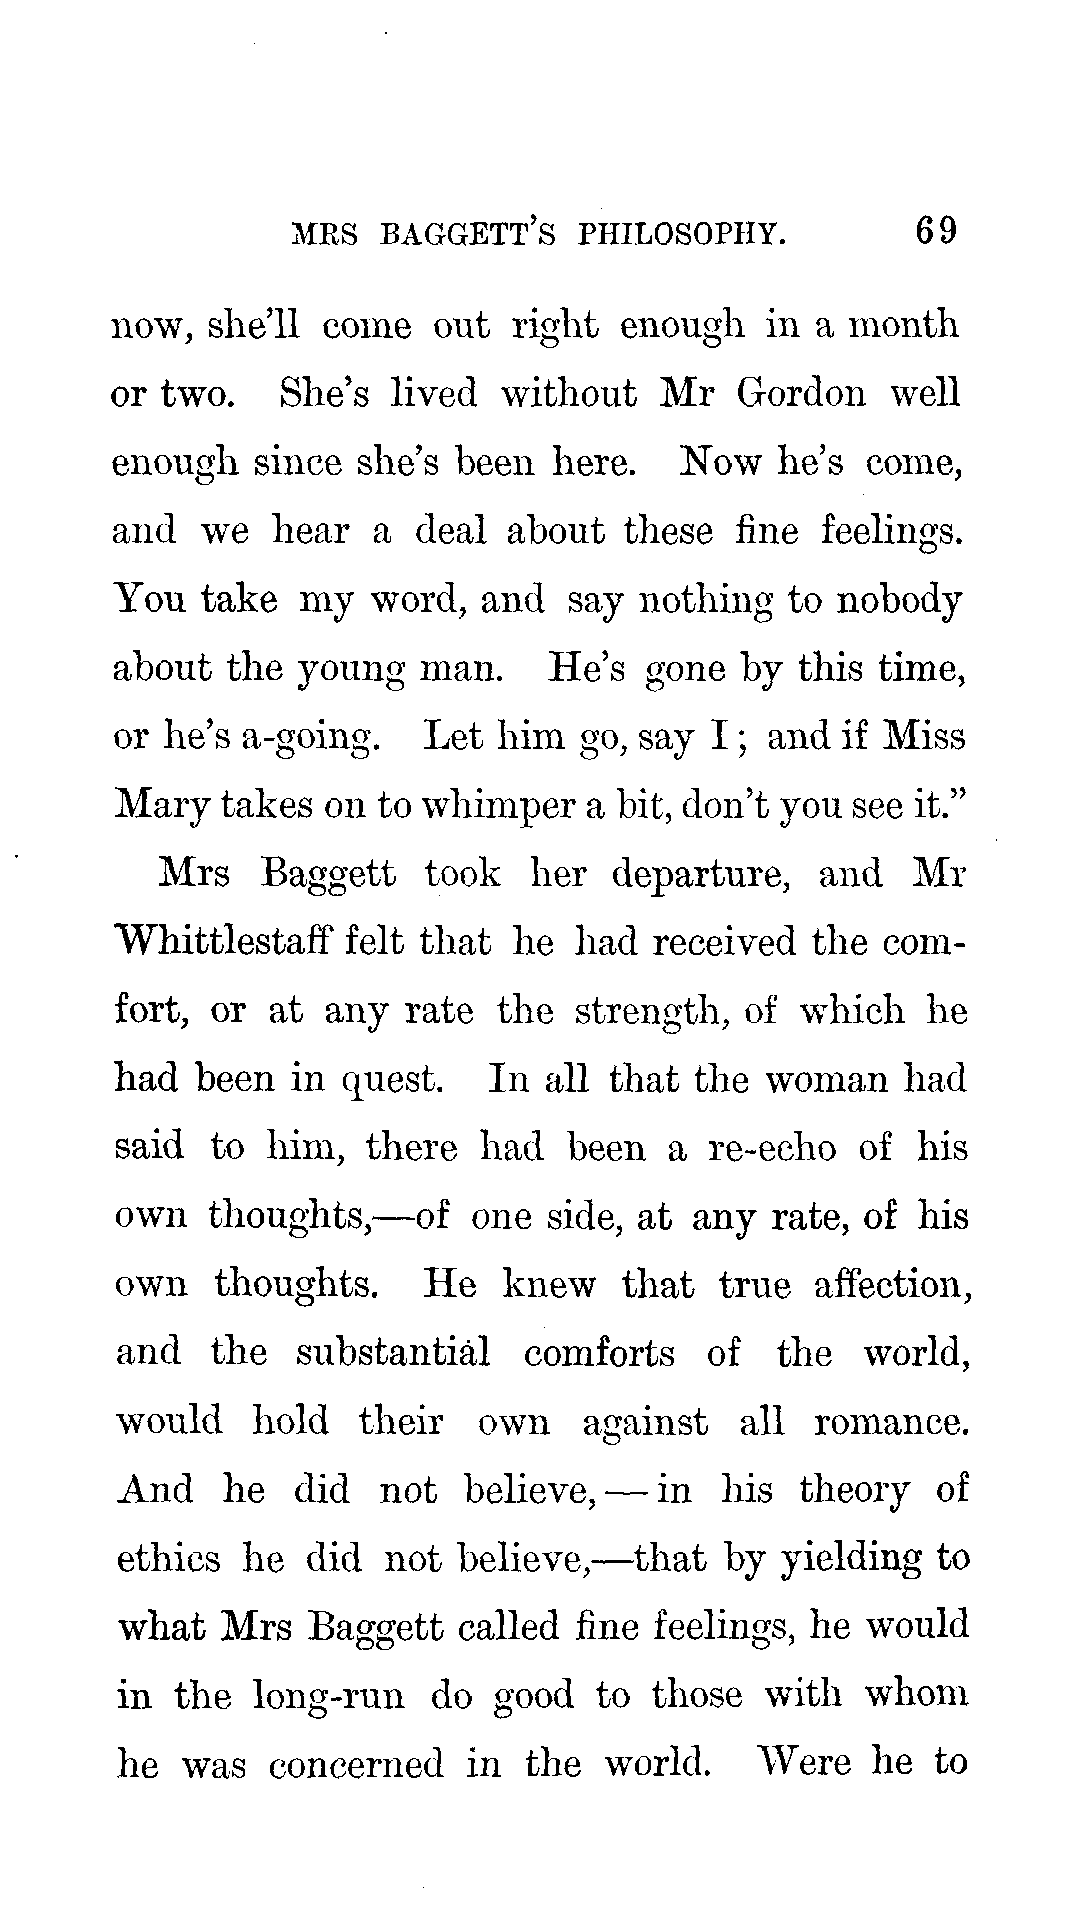 MRS BAGGETT'S PHILOSOPHY. 69
now, she'll come out right enough in a month
or two. She's lived without Mr Gordon well
enough since she's been here. Now he's come,
and we hear a deal about these fine feelings.
You take my word, and say nothing to nobody
about the young man. He's gone by this time,
or he's a-going. Let him go, say I; and if Miss
Mary takes on to whimper a bit, don't you see it."
Mrs Baggett took her departure, and Mr
Whittlestaff felt that he had received the com-
fort, or at any rate the strength, of which he
had been in quest. In all that the woman had
said to him, there had been a re-echo of his
own thoughts,—of one side, at any rate, of his
own thoughts. He knew that true affection,
and the substantial comforts of the world,
would hold their own against all romance.
And he did not believe,—in his theory of
ethics he did not believe,—that by yielding to
what Mrs Baggett called fine feelings, he would
in the long-run do good to those with whom
he was concerned in the world. Were he to